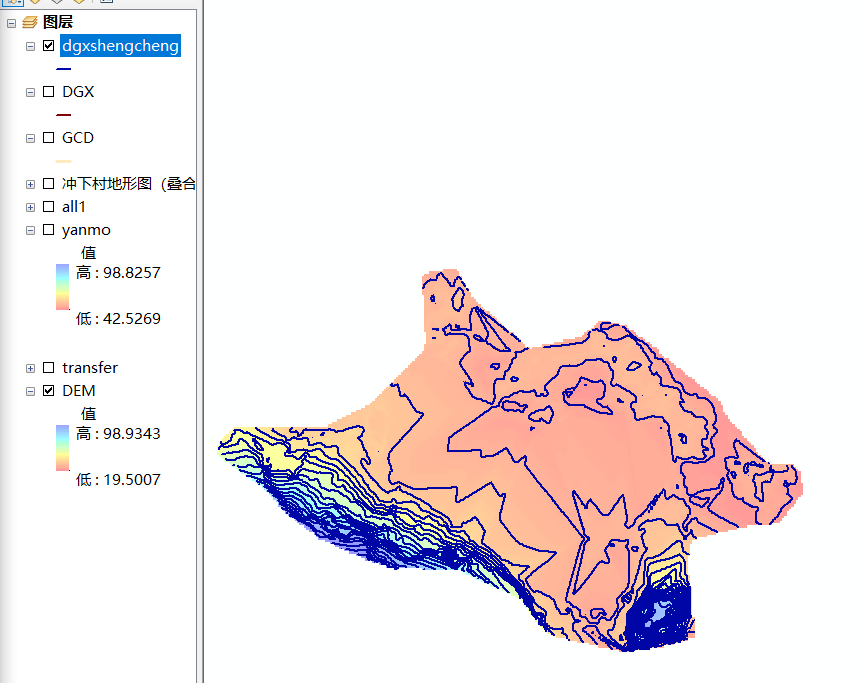 图层
dgxshengcheng
DGX
GCD
冲下村地形图（叠合
all1
yanmo
值
高 : 98.8257
低 : 42.5269
transfer
DEM
值
高 : 98.9343
低 : 19.5007